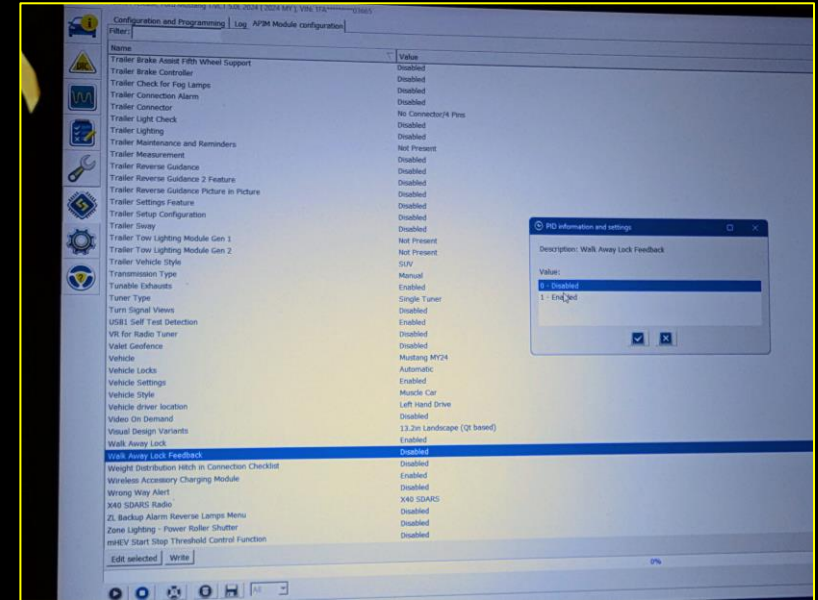 Configuration and Programming Log APIM Module configuration
Filter:
Name Value
Trailer Brake Assist Fifth Wheel Support Disabled
Trailer Brake Controller Disabled
Trailer Check for Fog Lamps Disabled
Trailer Connection Alarm Disabled
Trailer Connector No Connector/4 Pins
Trailer Light Check Disabled
Trailer Lighting Disabled
Trailer Maintenance and Reminders Not Present
Trailer Measurement Disabled
Trailer Reverse Guidance Disabled
Trailer Reverse Guidance 2 Feature Disabled
Trailer Reverse Guidance Picture in Picture Disabled
Trailer Settings Feature Disabled
Trailer Setup Configuration Disabled
Trailer Sway Disabled
Trailer Tow Lighting Module Gen 1 Not Present
Trailer Tow Lighting Module Gen 2 Not Present
Trailer Vehicle Style SUV
Transmission Type Manual
Tunable Exhausts Enabled
Tuner Type Single Tuner
Turn Signal Views Disabled
USB1 Self Test Detection Enabled
VR for Radio Tuner Disabled
Valet Geofence Disabled
Vehicle Mustang MY24
Vehicle Locks Automatic
Vehicle Settings Enabled
Vehicle Style Muscle Car
Vehicle driver location Left Hand Drive
Video On Demand Disabled
Visual Design Variants 13.2in Landscape (Qt based)
Walk Away Lock Enabled
Walk Away Lock Feedback Disabled
Weight Distribution Hitch in Connection Checklist Disabled
Wireless Accessory Charging Module Enabled
Wrong Way Alert Disabled
X40 SDARS Radio X40 SDARS
ZL Backup Alarm Reverse Lamps Menu Disabled
Zone Lighting - Power Roller Shutter Disabled
mHEV Start Stop Threshold Control Function Disabled
Edit selected Write
0%
All
PID information and settings
Description: Walk Away Lock Feedback
Value:
0 - Disabled
1 - Enabled